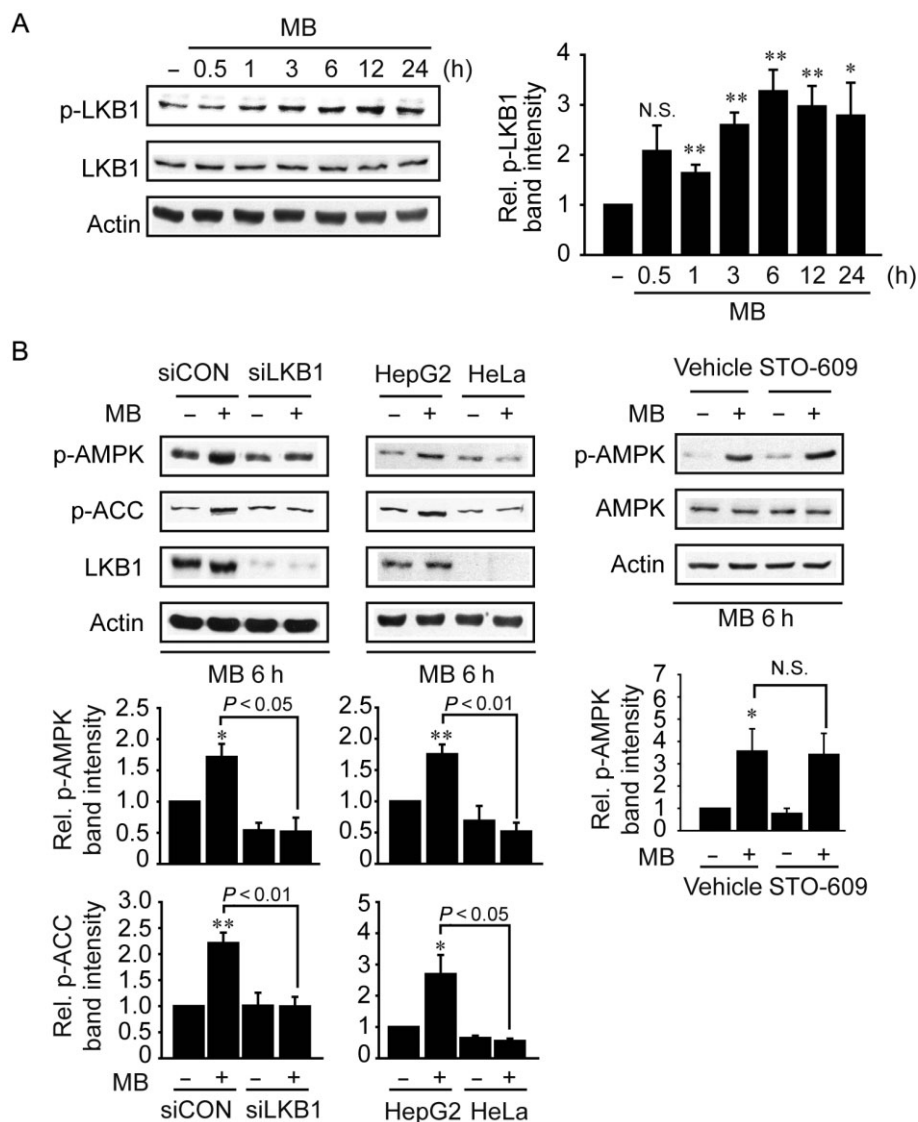 A
MB
– 0.5 1 3 6 12 24 (h)
p-LKB1
LKB1
Actin
Rel. p-LKB1
band intensity
4
3
2
1
0
N.S.
**
**
**
**
*
– 0.5 1 3 6 12 24 (h)
MB
B
siCON siLKB1
MB – + – +
p-AMPK
p-ACC
LKB1
Actin
MB 6 h
HepG2 HeLa
– + – +
MB 6 h
Vehicle STO-609
MB – + – +
p-AMPK
AMPK
Actin
MB 6 h
Rel. p-AMPK
band intensity
2.5
2.0
1.5
1.0
0.5
0
*
P < 0.05
2.5
2.0
1.5
1.0
0.5
0
**
P < 0.01
Rel. p-AMPK
band intensity
7
6
5
4
3
2
1
0
*
N.S.
MB – + – +
Vehicle STO-609
Rel. p-ACC
band intensity
3.0
2.5
2.0
1.5
1.0
0.5
0.0
**
P < 0.01
MB – + – +
siCON siLKB1
5
4
3
2
1
0
*
P < 0.05
– + – +
HepG2 HeLa